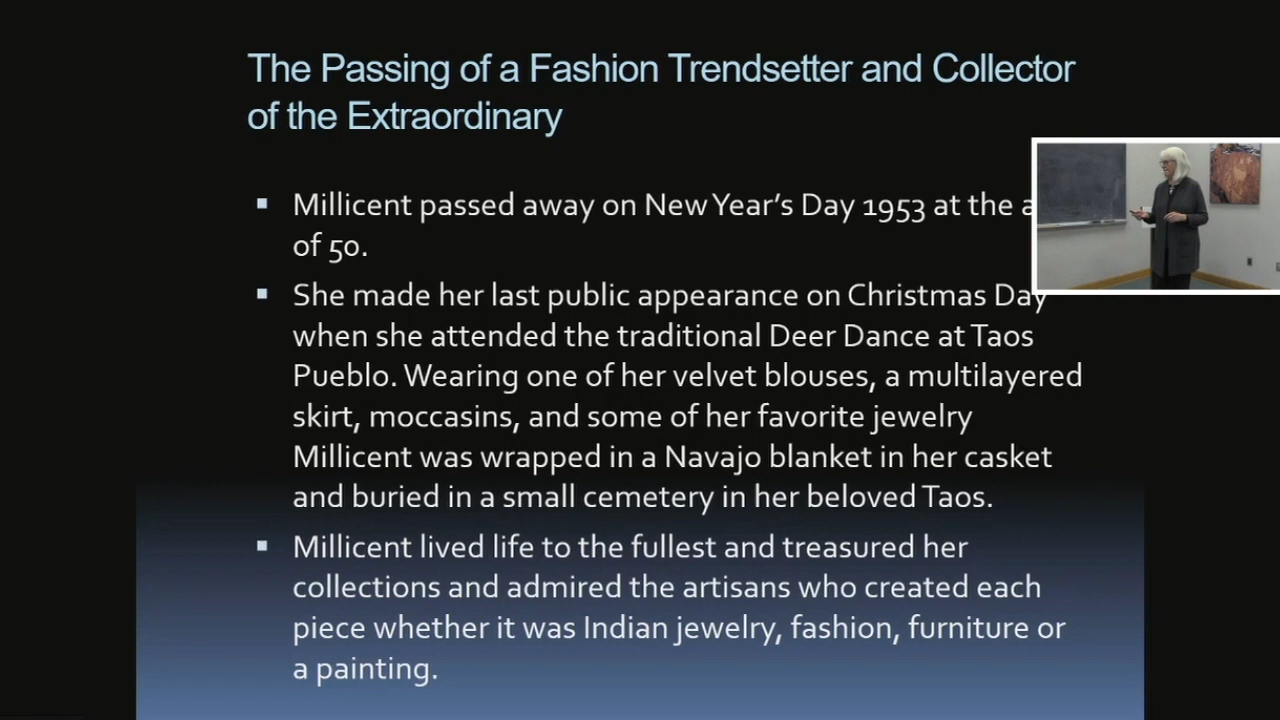 The Passing of a Fashion Trendsetter and Collector
of the Extraordinary
▪ Millicent passed away on New Year's Day 1953 at the a
of 50.
▪ She made her last public appearance on Christmas Day
when she attended the traditional Deer Dance at Taos
Pueblo. Wearing one of her velvet blouses, a multilayered
skirt, moccasins, and some of her favorite jewelry
Millicent was wrapped in a Navajo blanket in her casket
and buried in a small cemetery in her beloved Taos.
▪ Millicent lived life to the fullest and treasured her
collections and admired the artisans who created each
piece whether it was Indian jewelry, fashion, furniture or
a painting.